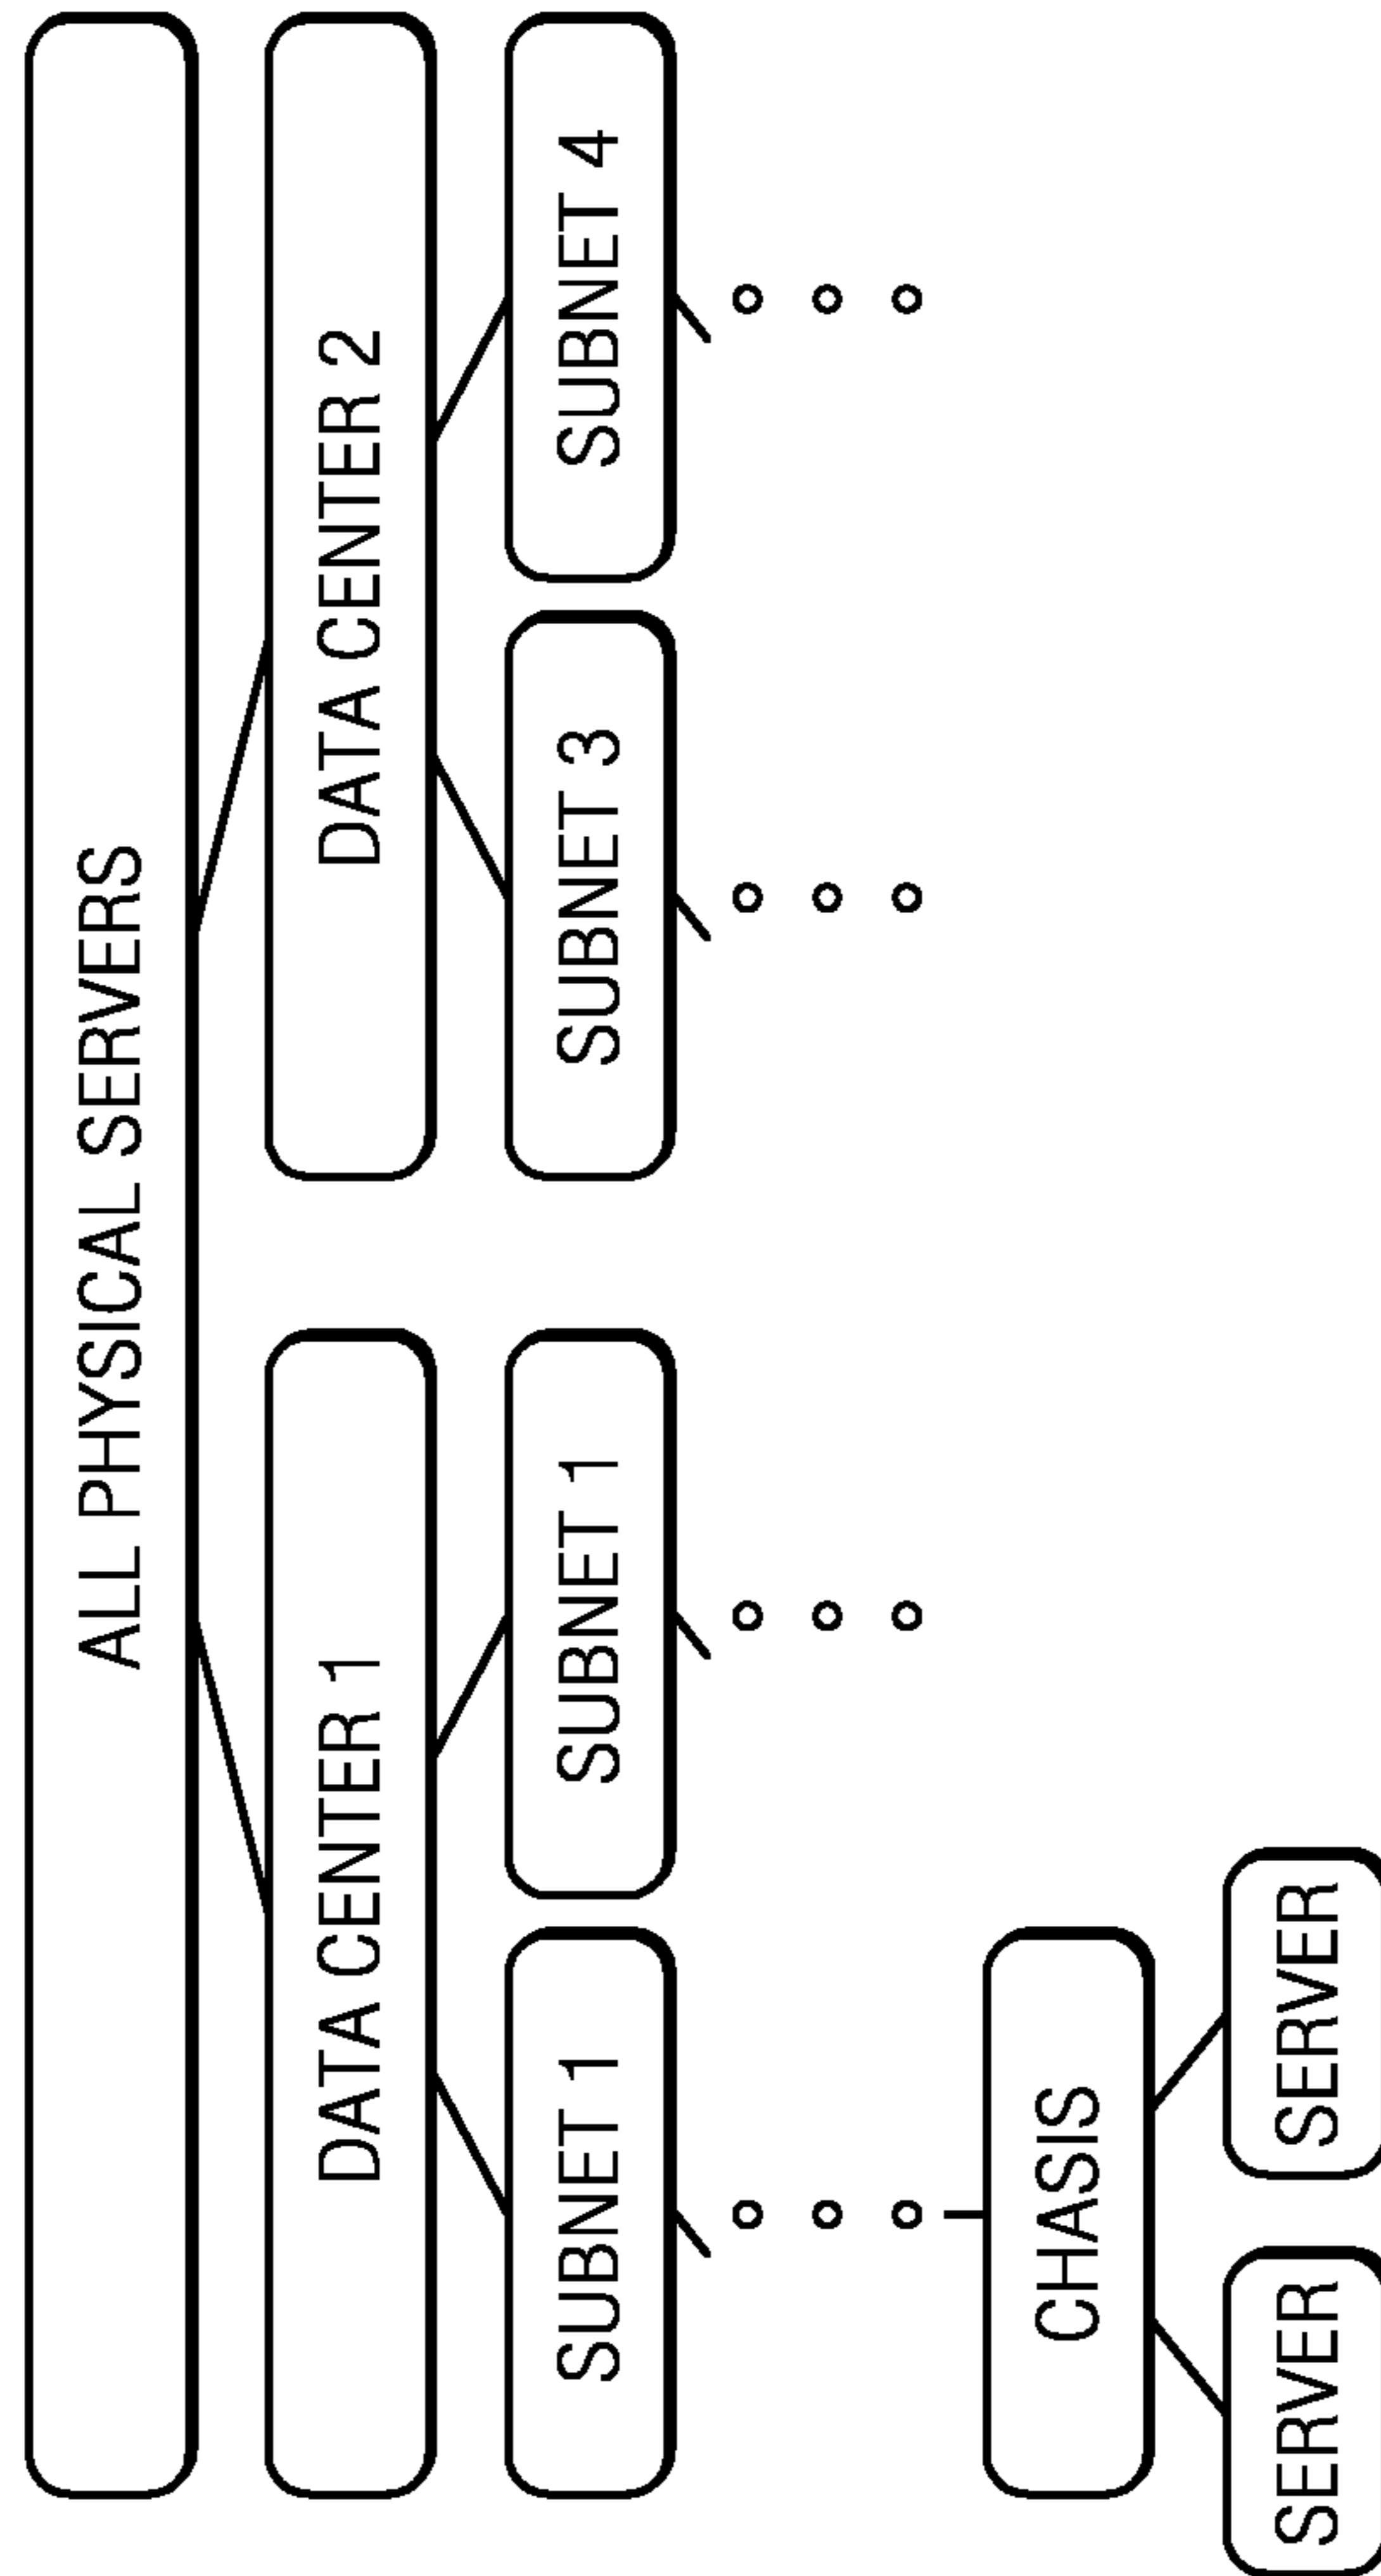 ALL PHYSICAL SERVERS
DATA CENTER 1
DATA CENTER 2
SUBNET 1
SUBNET 1
SUBNET 3
SUBNET 4
CHASIS
SERVER
SERVER